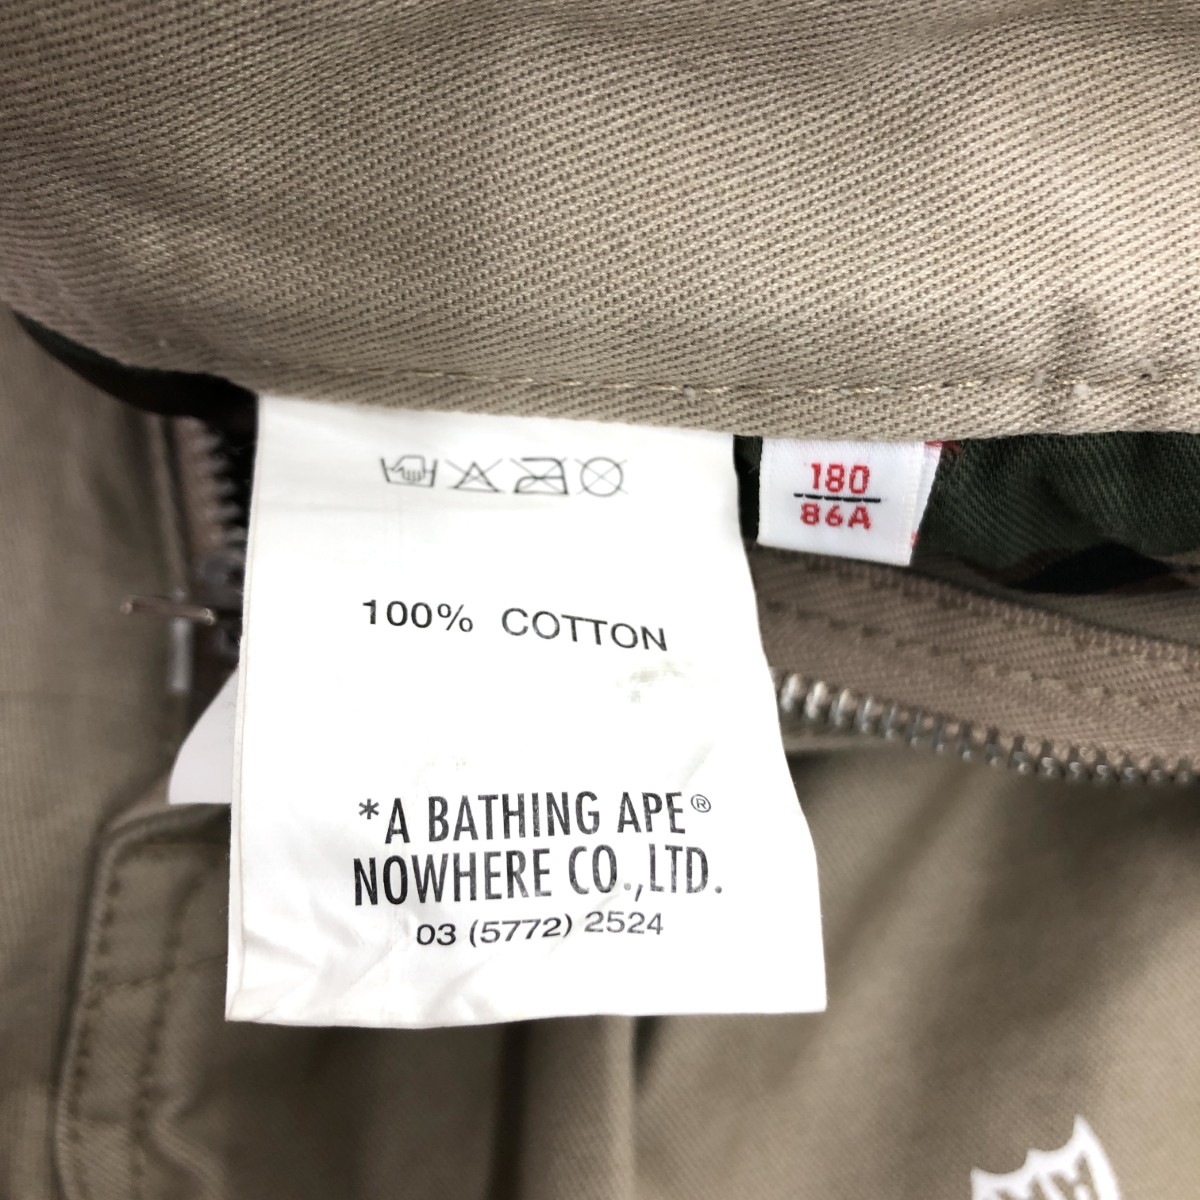 180
86A
100% COTTON
*A BATHING APE®
NOWHERE CO.,LTD.
03 (5772) 2524